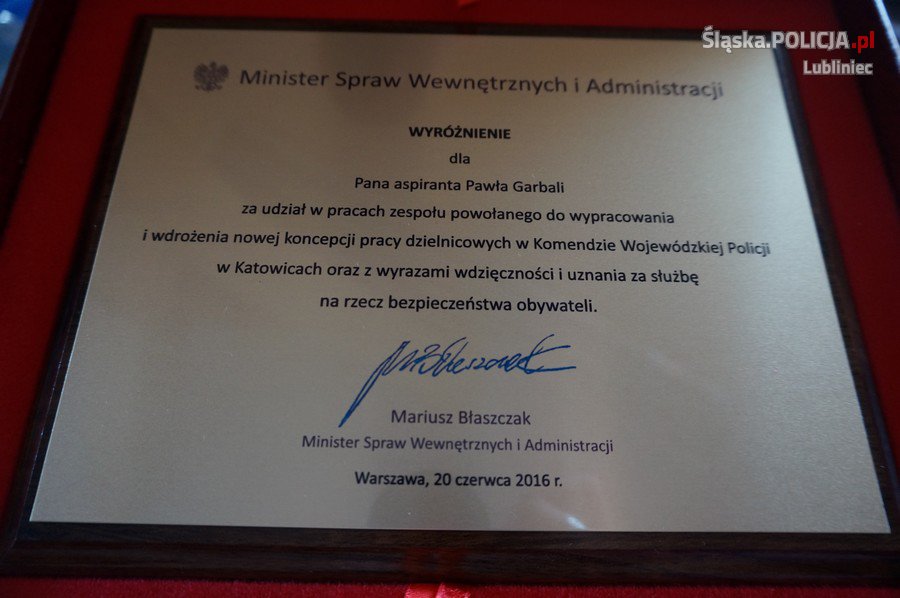 Śląska.POLICJA.pl
Lubliniec
Minister Spraw Wewnętrznych i Administracji
WYRÓŻNIENIE
dla
Pana aspiranta Pawła Garbali
za udział w pracach zespołu powołanego do wypracowania
i wdrożenia nowej koncepcji pracy dzielnicowych w Komendzie Wojewódzkiej Policji
w Katowicach oraz z wyrazami wdzięczności i uznania za służbę
na rzecz bezpieczeństwa obywateli.
Mariusz Błaszczak
Minister Spraw Wewnętrznych i Administracji
Warszawa, 20 czerwca 2016 r.